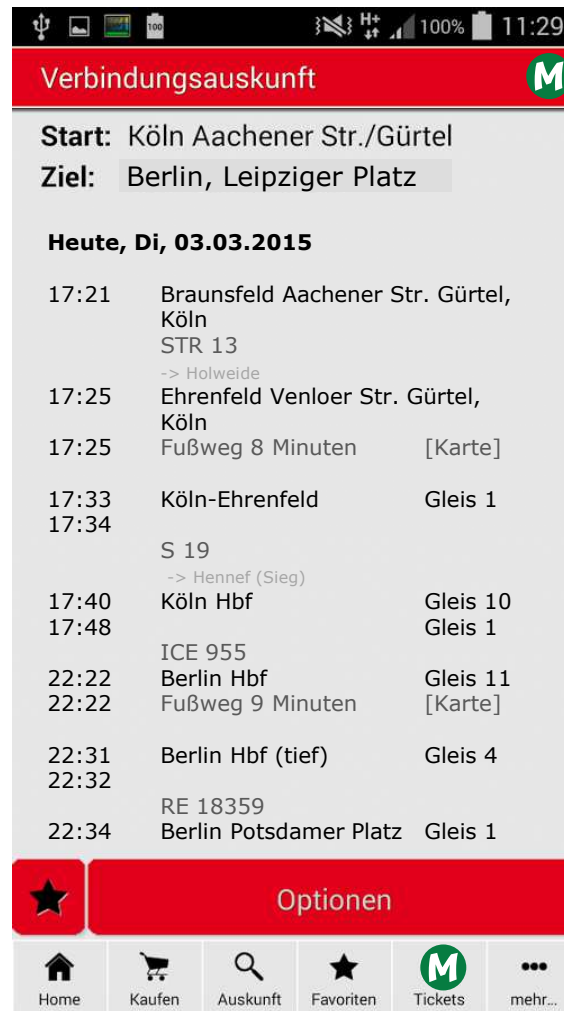 100 H+ 100% 11:29
Verbindungsauskunft M
Start: Köln Aachener Str./Gürtel
Ziel: Berlin, Leipziger Platz
Heute, Di, 03.03.2015
17:21 Braunsfeld Aachener Str. Gürtel,
Köln
STR 13
-> Holweide
17:25 Ehrenfeld Venloer Str. Gürtel,
Köln
17:25 Fußweg 8 Minuten [Karte]
17:33 Köln-Ehrenfeld Gleis 1
17:34
S 19
-> Hennef (Sieg)
17:40 Köln Hbf Gleis 10
17:48 Gleis 1
ICE 955
22:22 Berlin Hbf Gleis 11
22:22 Fußweg 9 Minuten [Karte]
22:31 Berlin Hbf (tief) Gleis 4
22:32
RE 18359
22:34 Berlin Potsdamer Platz Gleis 1
Optionen
M
Home Kaufen Auskunft Favoriten Tickets mehr...